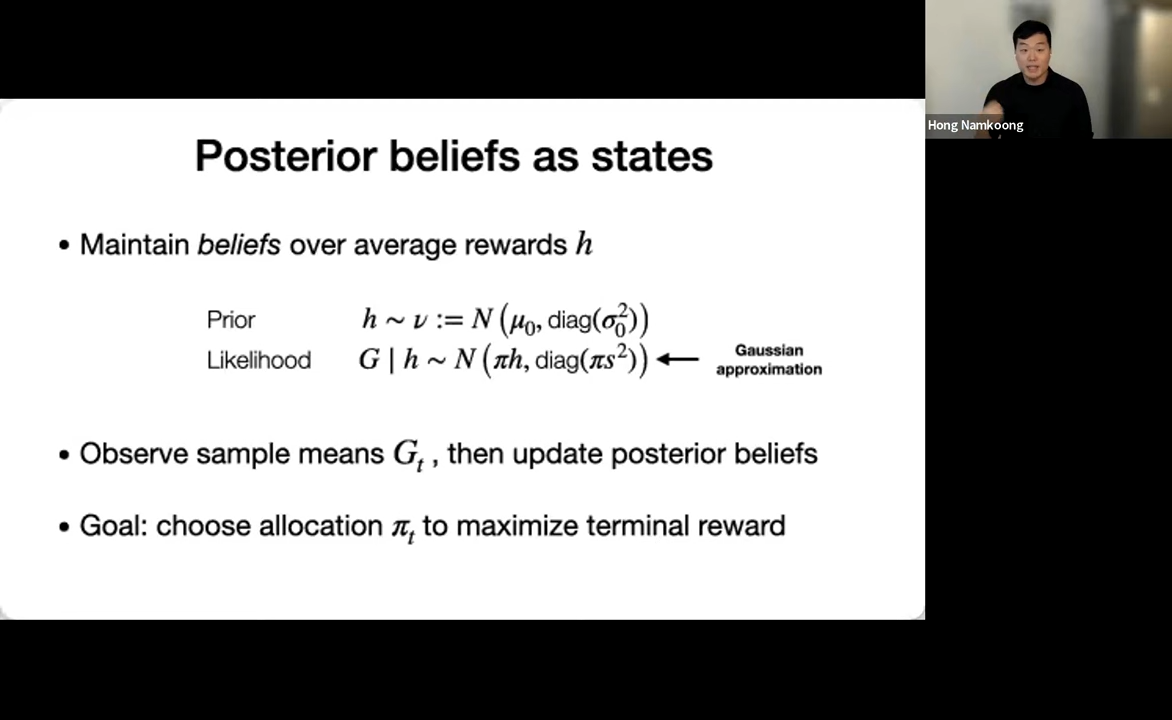 Hong Namkoong
Posterior beliefs as states
• Maintain beliefs over average rewards h
Prior h ~ ν := N(μ₀, diag(σ₀²))
Likelihood G | h ~ N(πh, diag(πs²))
Gaussian
approximation
• Observe sample means Gₜ , then update posterior beliefs
• Goal: choose allocation πₜ to maximize terminal reward